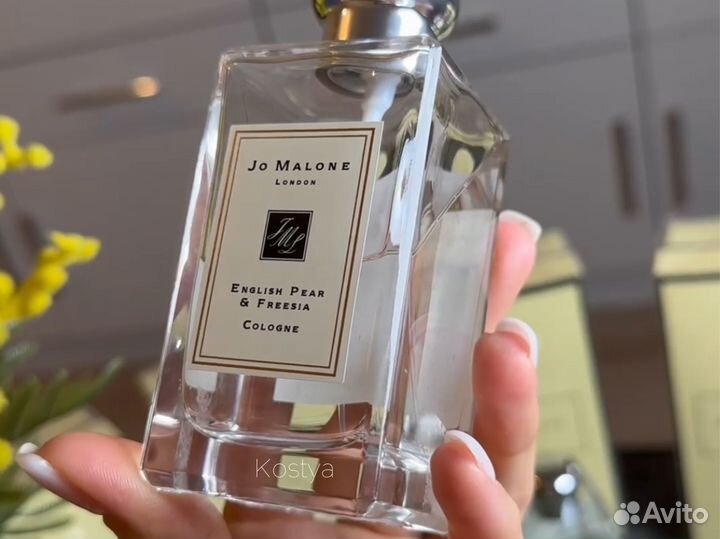 Jo Malone
London
JML
English Pear
& Freesia
Cologne
Kostya
Avito